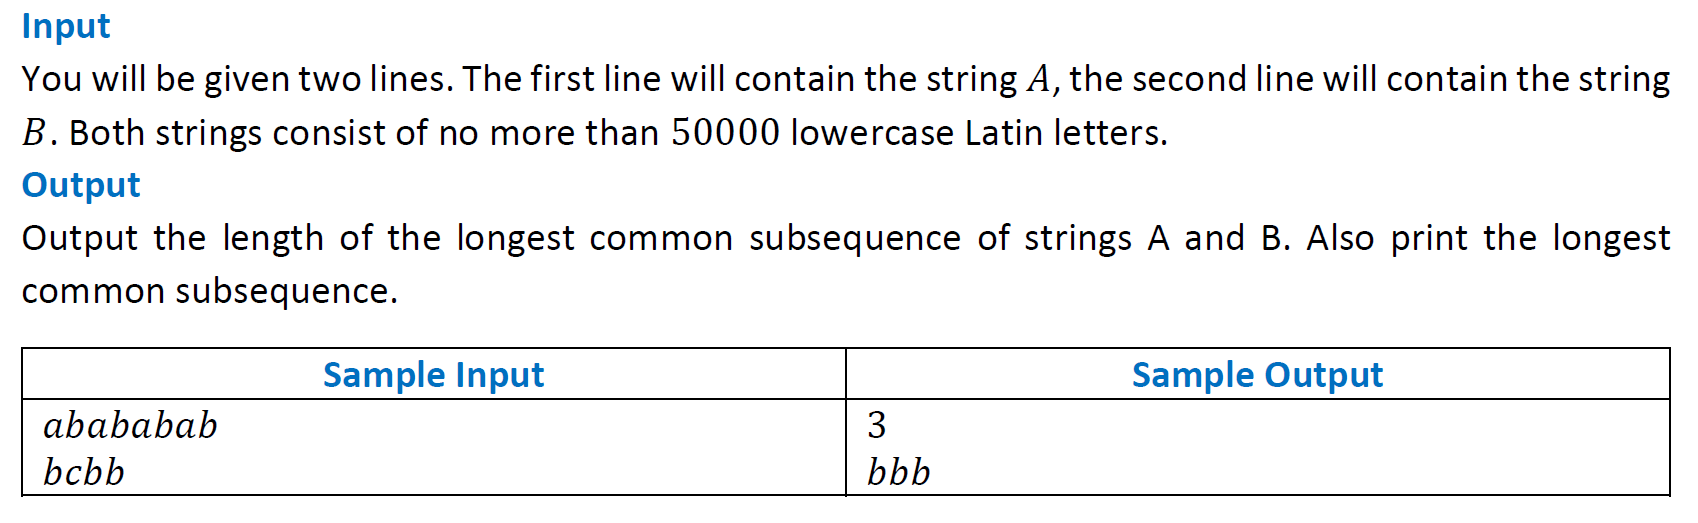 Input
You will be given two lines. The first line will contain the string A, the second line will contain the string
B. Both strings consist of no more than 50000 lowercase Latin letters.
Output
Output the length of the longest common subsequence of strings A and B. Also print the longest
common subsequence.
Sample Input
Sample Output
abababab
3
bcbb
bbb